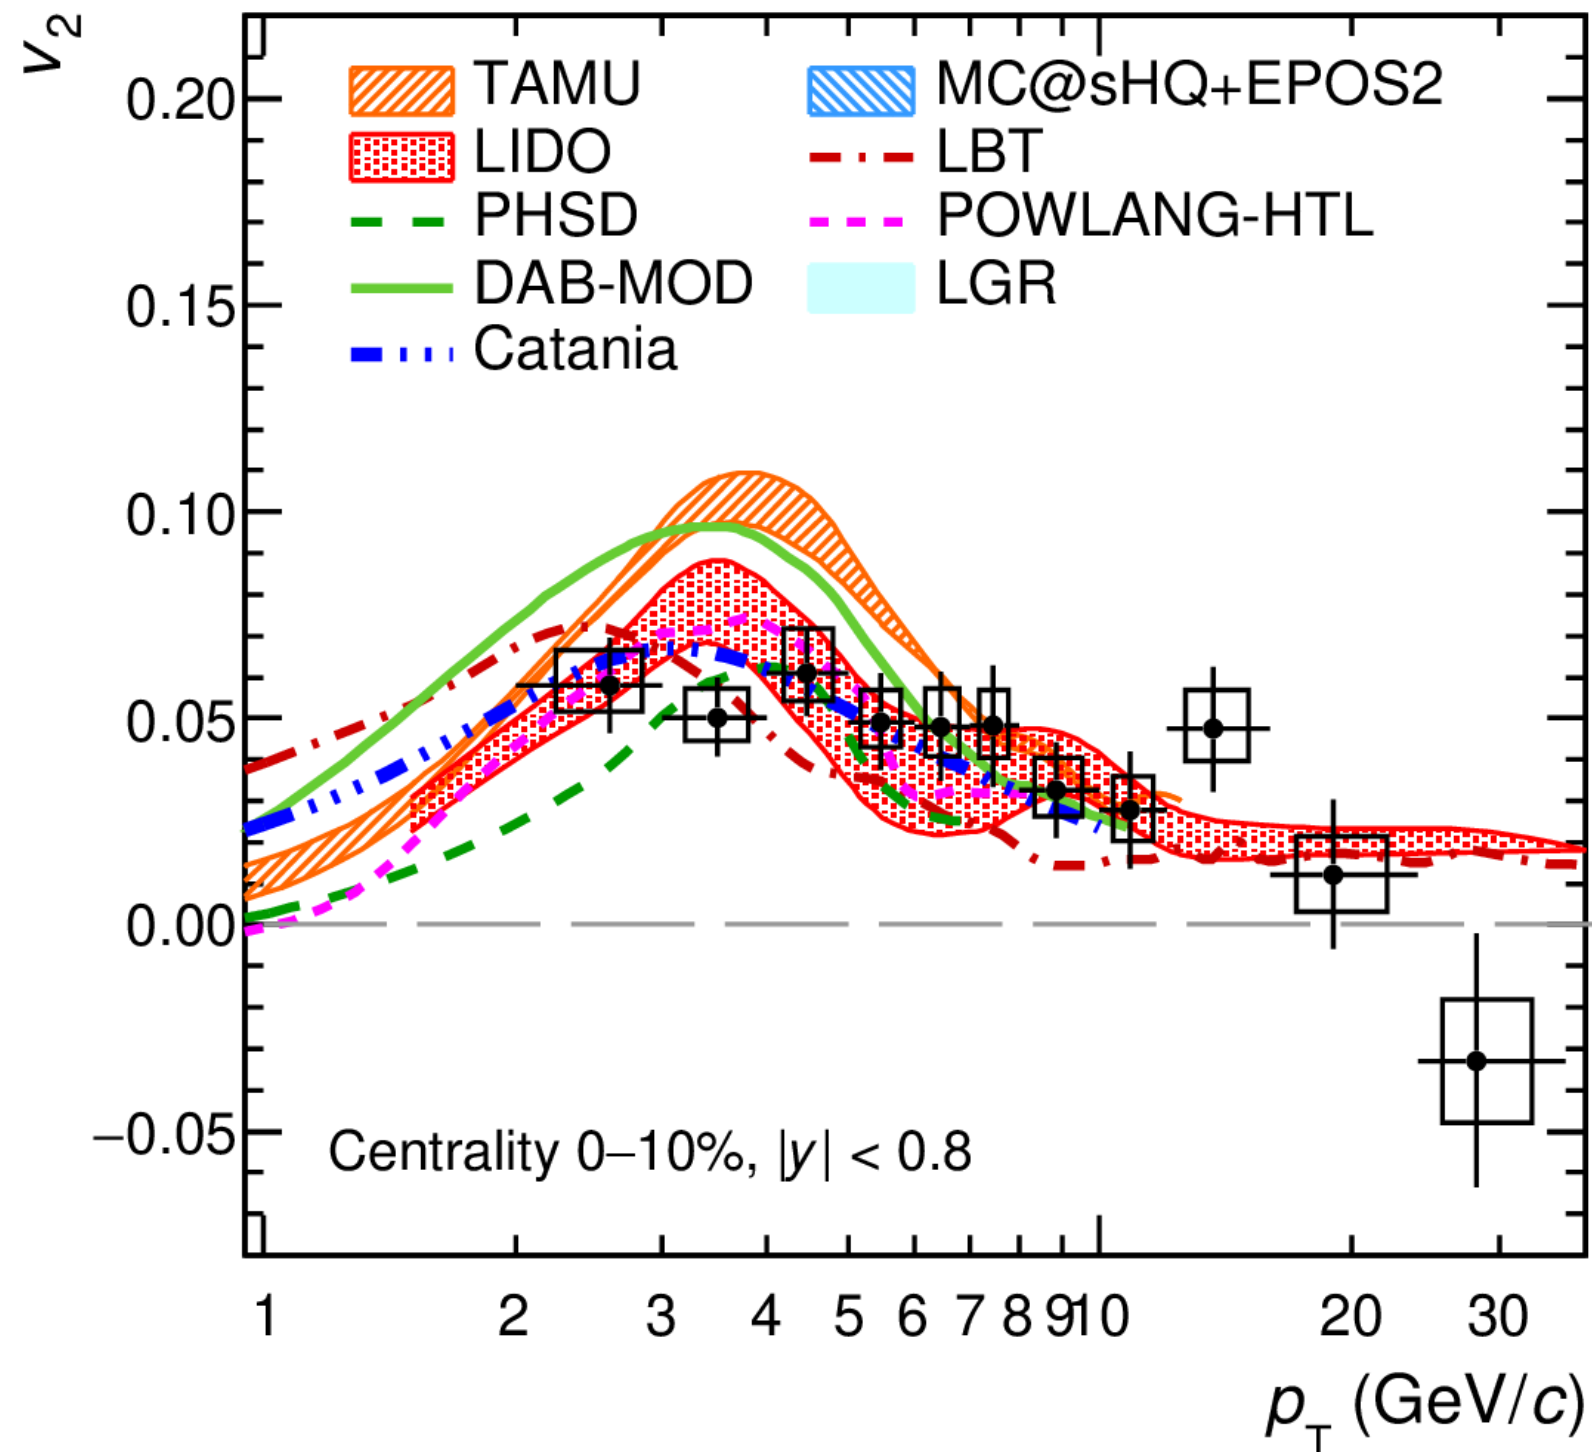 v2
0.20
0.15
0.10
0.05
0.00
−0.05
TAMU
LIDO
PHSD
DAB-MOD
Catania
MC@sHQ+EPOS2
LBT
POWLANG-HTL
LGR
Centrality 0–10%, |y| < 0.8
1 2 3 4 5 6 7 8 9 10 20 30
pT (GeV/c)